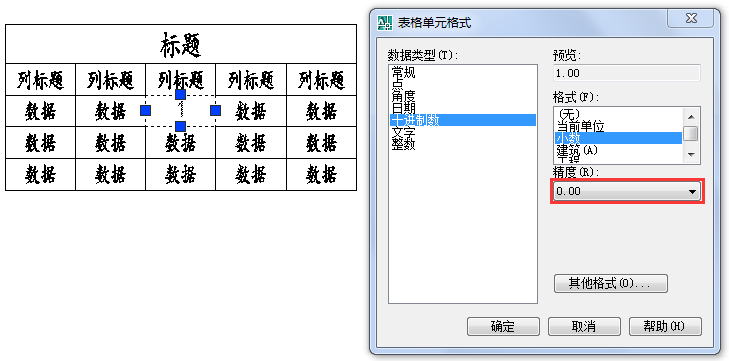 标题
列标题 列标题 列标题 列标题 列标题
数据 数据 1 数据 数据
数据 数据 数据 数据 数据
数据 数据 数据 数据 数据
表格单元格式
数据类型(T):
常规
点
角度
日期
十进制数
文字
整数
预览:
1.00
格式(F):
(无)
当前单位
小数
建筑(A)
工程
精度(R):
0.00
其他格式(O)...
确定 取消 帮助(H)